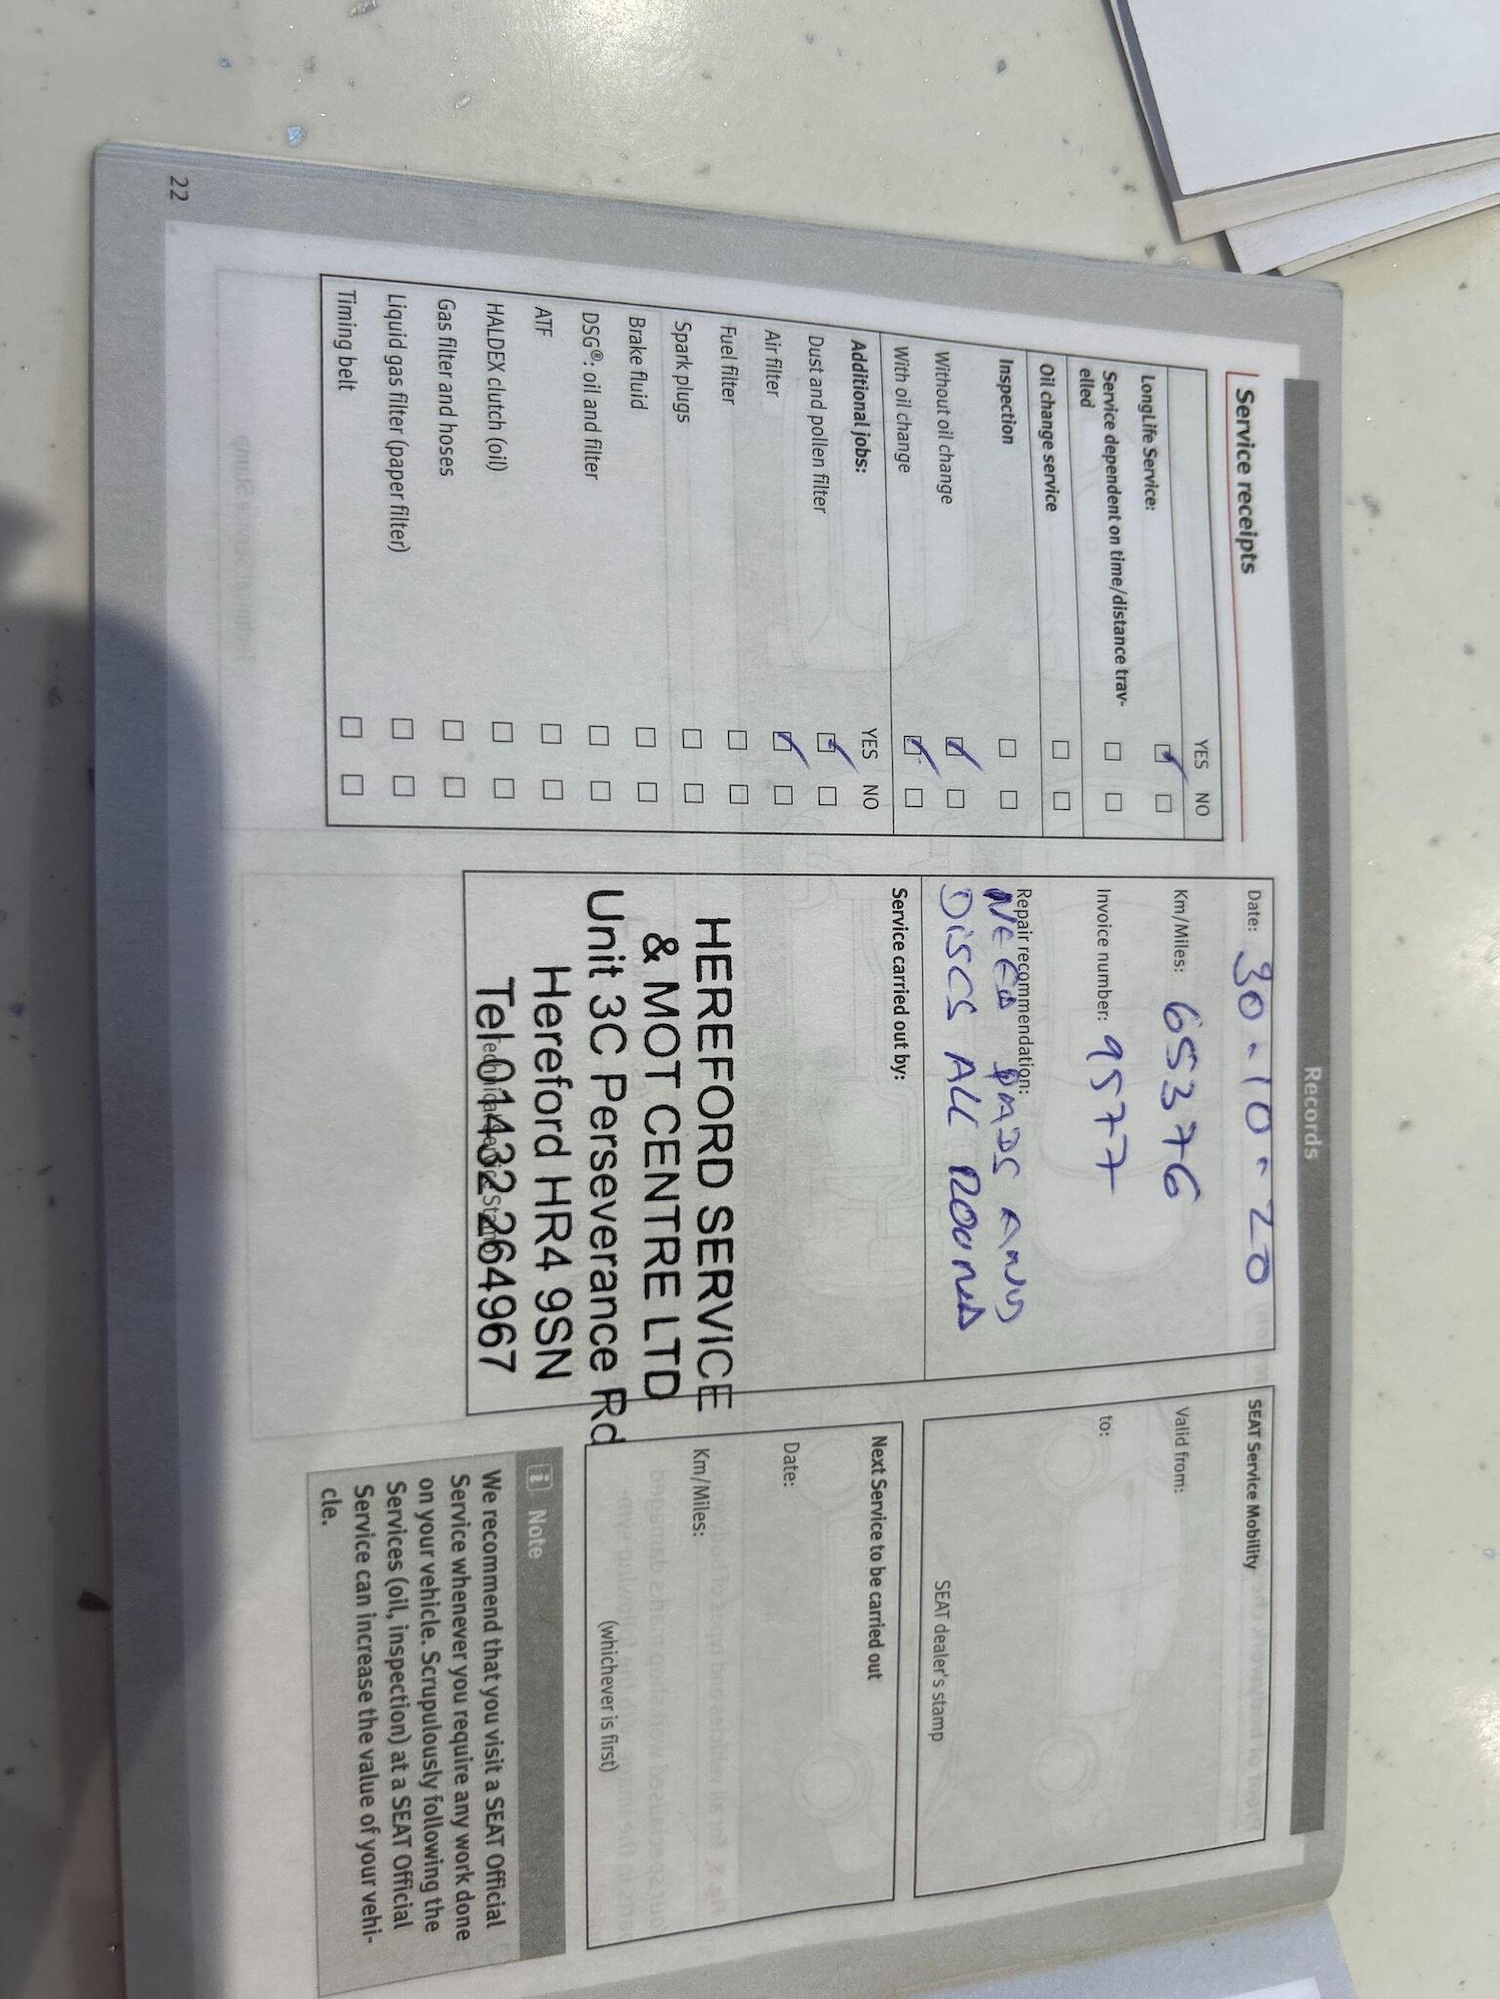 Records
Service receipts
YES NO
LongLife Service: ☑ ☐
Service dependent on time/distance trav-
elled ☐ ☐
Oil change service ☐ ☐
Inspection ☐ ☐
Without oil change ☑ ☐
With oil change ☑ ☐
Additional jobs: YES NO
Dust and pollen filter ☑ ☐
Air filter ☑ ☐
Fuel filter ☐ ☐
Spark plugs ☐ ☐
Brake fluid ☐ ☐
DSG®: oil and filter ☐ ☐
ATF ☐ ☐
HALDEX clutch (oil) ☐ ☐
Gas filter and hoses ☐ ☐
Liquid gas filter (paper filter) ☐ ☐
Timing belt ☐ ☐
Date: 30-10-20
Km/Miles: 65376
Invoice number: 9577
Repair recommendation:
NEED PADS AND
DISCS ALL ROUND
Service carried out by:
HEREFORD SERVICE
& MOT CENTRE LTD
Unit 3C Perseverance Rd
Hereford HR4 9SN
Tel 01432 264967
SEAT Service Mobility
Valid from:
to:
SEAT dealer's stamp
Next Service to be carried out
Date:
Km/Miles:
(whichever is first)
i Note
We recommend that you visit a SEAT Official
Service whenever you require any work done
on your vehicle. Scrupulously following the
Services (oil, inspection) at a SEAT Official
Service can increase the value of your vehi-
cle.
22